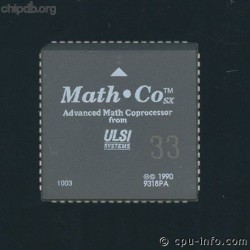 chipdb.org
Math•Co™
SX
Advanced Math Coprocessor
from
ULSI
SYSTEMS
33
1003
Ⓜ© 1990
9318PA
© cpu-info.com